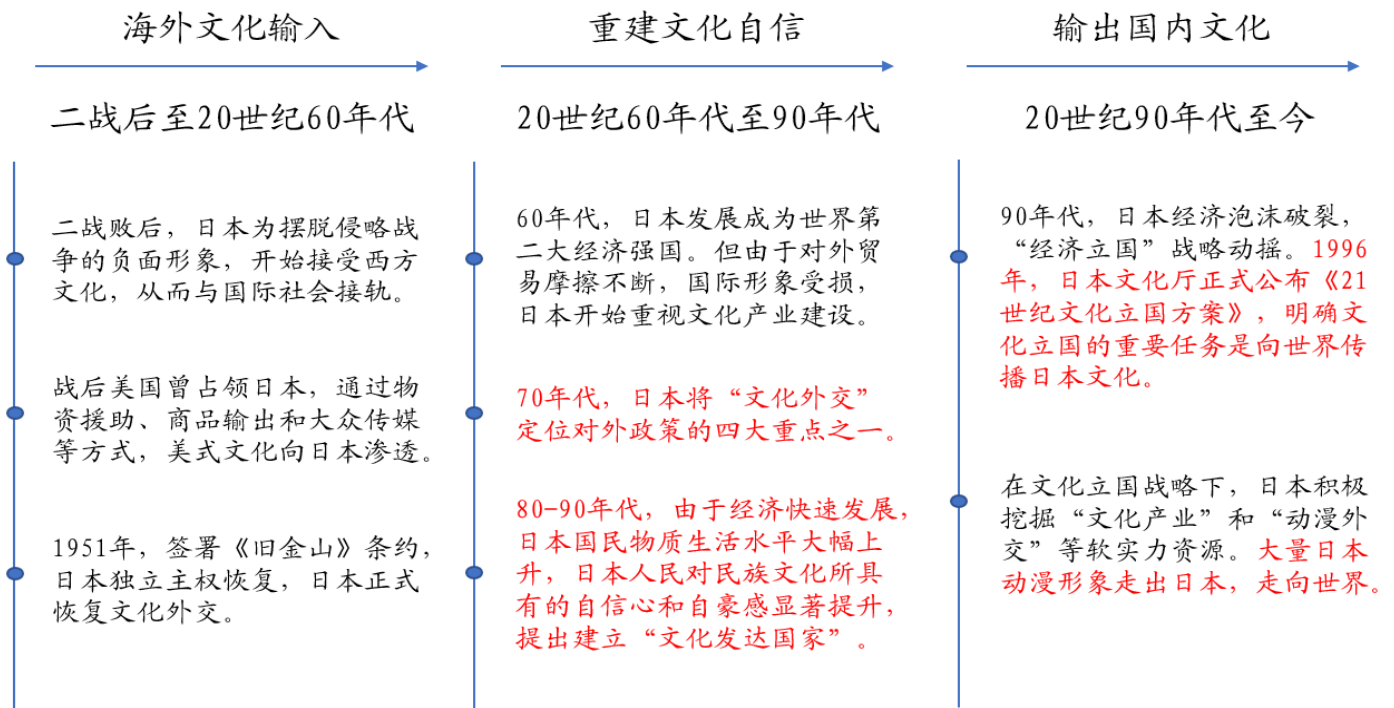 海外文化输入
二战后至20世纪60年代
二战败后，日本为摆脱侵略战
争的负面形象，开始接受西方
文化，从而与国际社会接轨。
战后美国曾占领日本，通过物
资援助、商品输出和大众传媒
等方式，美式文化向日本渗透。
1951年，签署《旧金山》条约，
日本独立主权恢复，日本正式
恢复文化外交。
重建文化自信
20世纪60年代至90年代
60年代，日本发展成为世界第
二大经济强国。但由于对外贸
易摩擦不断，国际形象受损，
日本开始重视文化产业建设。
70年代，日本将“文化外交”
定位对外政策的四大重点之一。
80-90年代，由于经济快速发展，
日本国民物质生活水平大幅上
升，日本人民对民族文化所具
有的自信心和自豪感显著提升，
提出建立“文化发达国家”。
输出国内文化
20世纪90年代至今
90年代，日本经济泡沫破裂，
“经济立国”战略动摇。1996
年，日本文化厅正式公布《21
世纪文化立国方案》，明确文
化立国的重要任务是向世界传
播日本文化。
在文化立国战略下，日本积极
挖掘“文化产业”和“动漫外
交”等软实力资源。大量日本
动漫形象走出日本，走向世界。